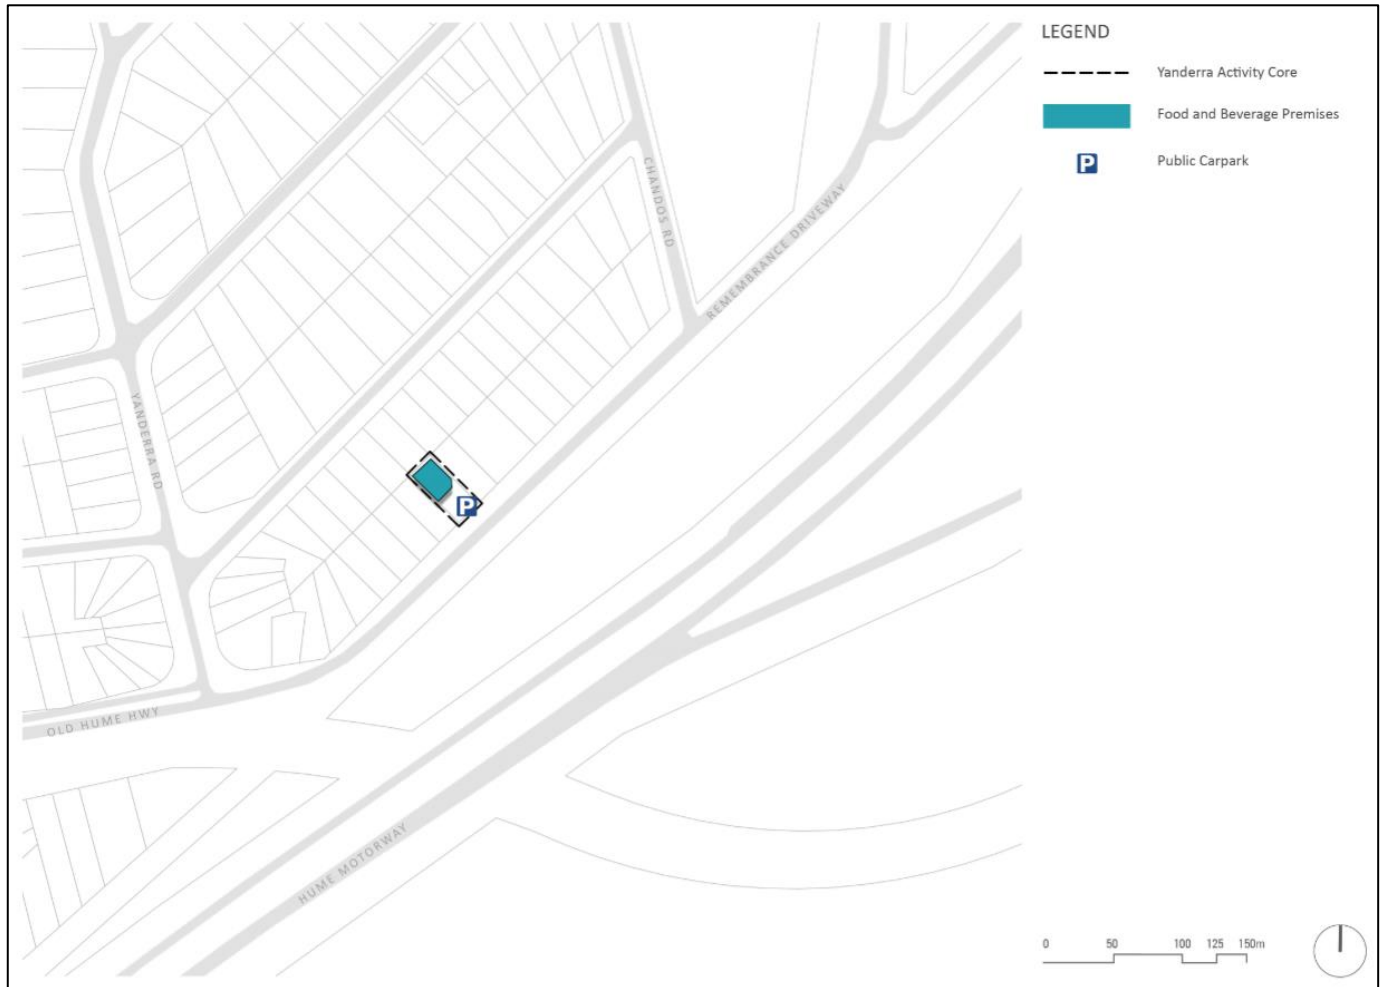 LEGEND
Yanderra Activity Core
Food and Beverage Premises
P
Public Carpark
CHANDOS RD
REMEMBRANCE DRIVEWAY
YANDERRA RD
P
OLD HUME HWY
HUME MOTORWAY
0 50 100 125 150m